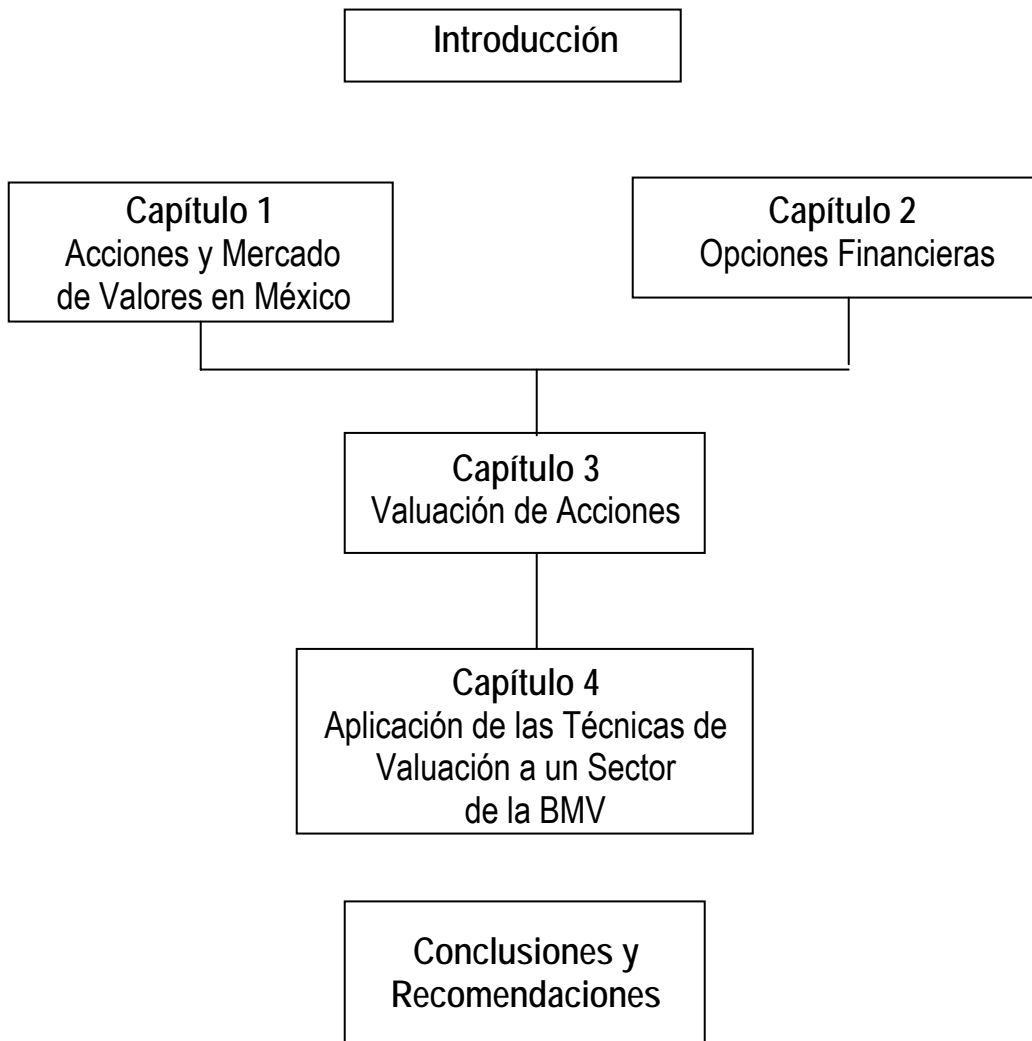 Introducción
Capítulo 1
Acciones y Mercado
de Valores en México
Capítulo 2
Opciones Financieras
Capítulo 3
Valuación de Acciones
Capítulo 4
Aplicación de las Técnicas de
Valuación a un Sector
de la BMV
Conclusiones y
Recomendaciones